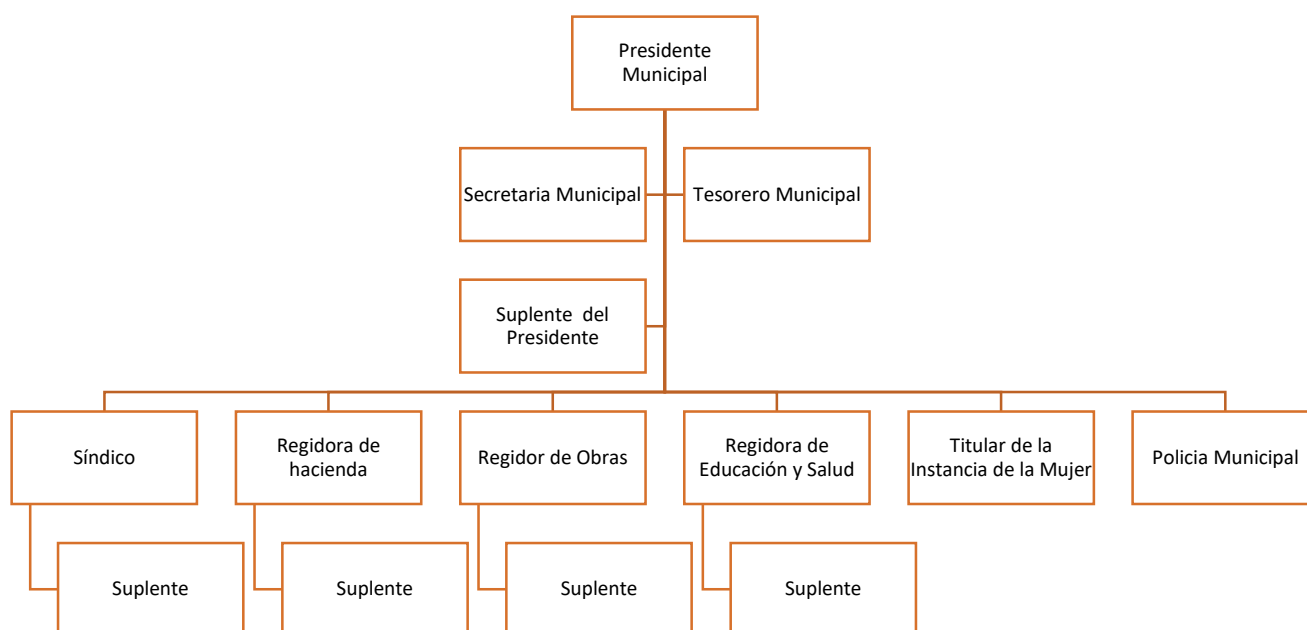 Presidente
Municipal
Secretaria Municipal
Tesorero Municipal
Suplente del
Presidente
Síndico
Regidora de
hacienda
Regidor de Obras
Regidora de
Educación y Salud
Titular de la
Instancia de la Mujer
Policia Municipal
Suplente
Suplente
Suplente
Suplente